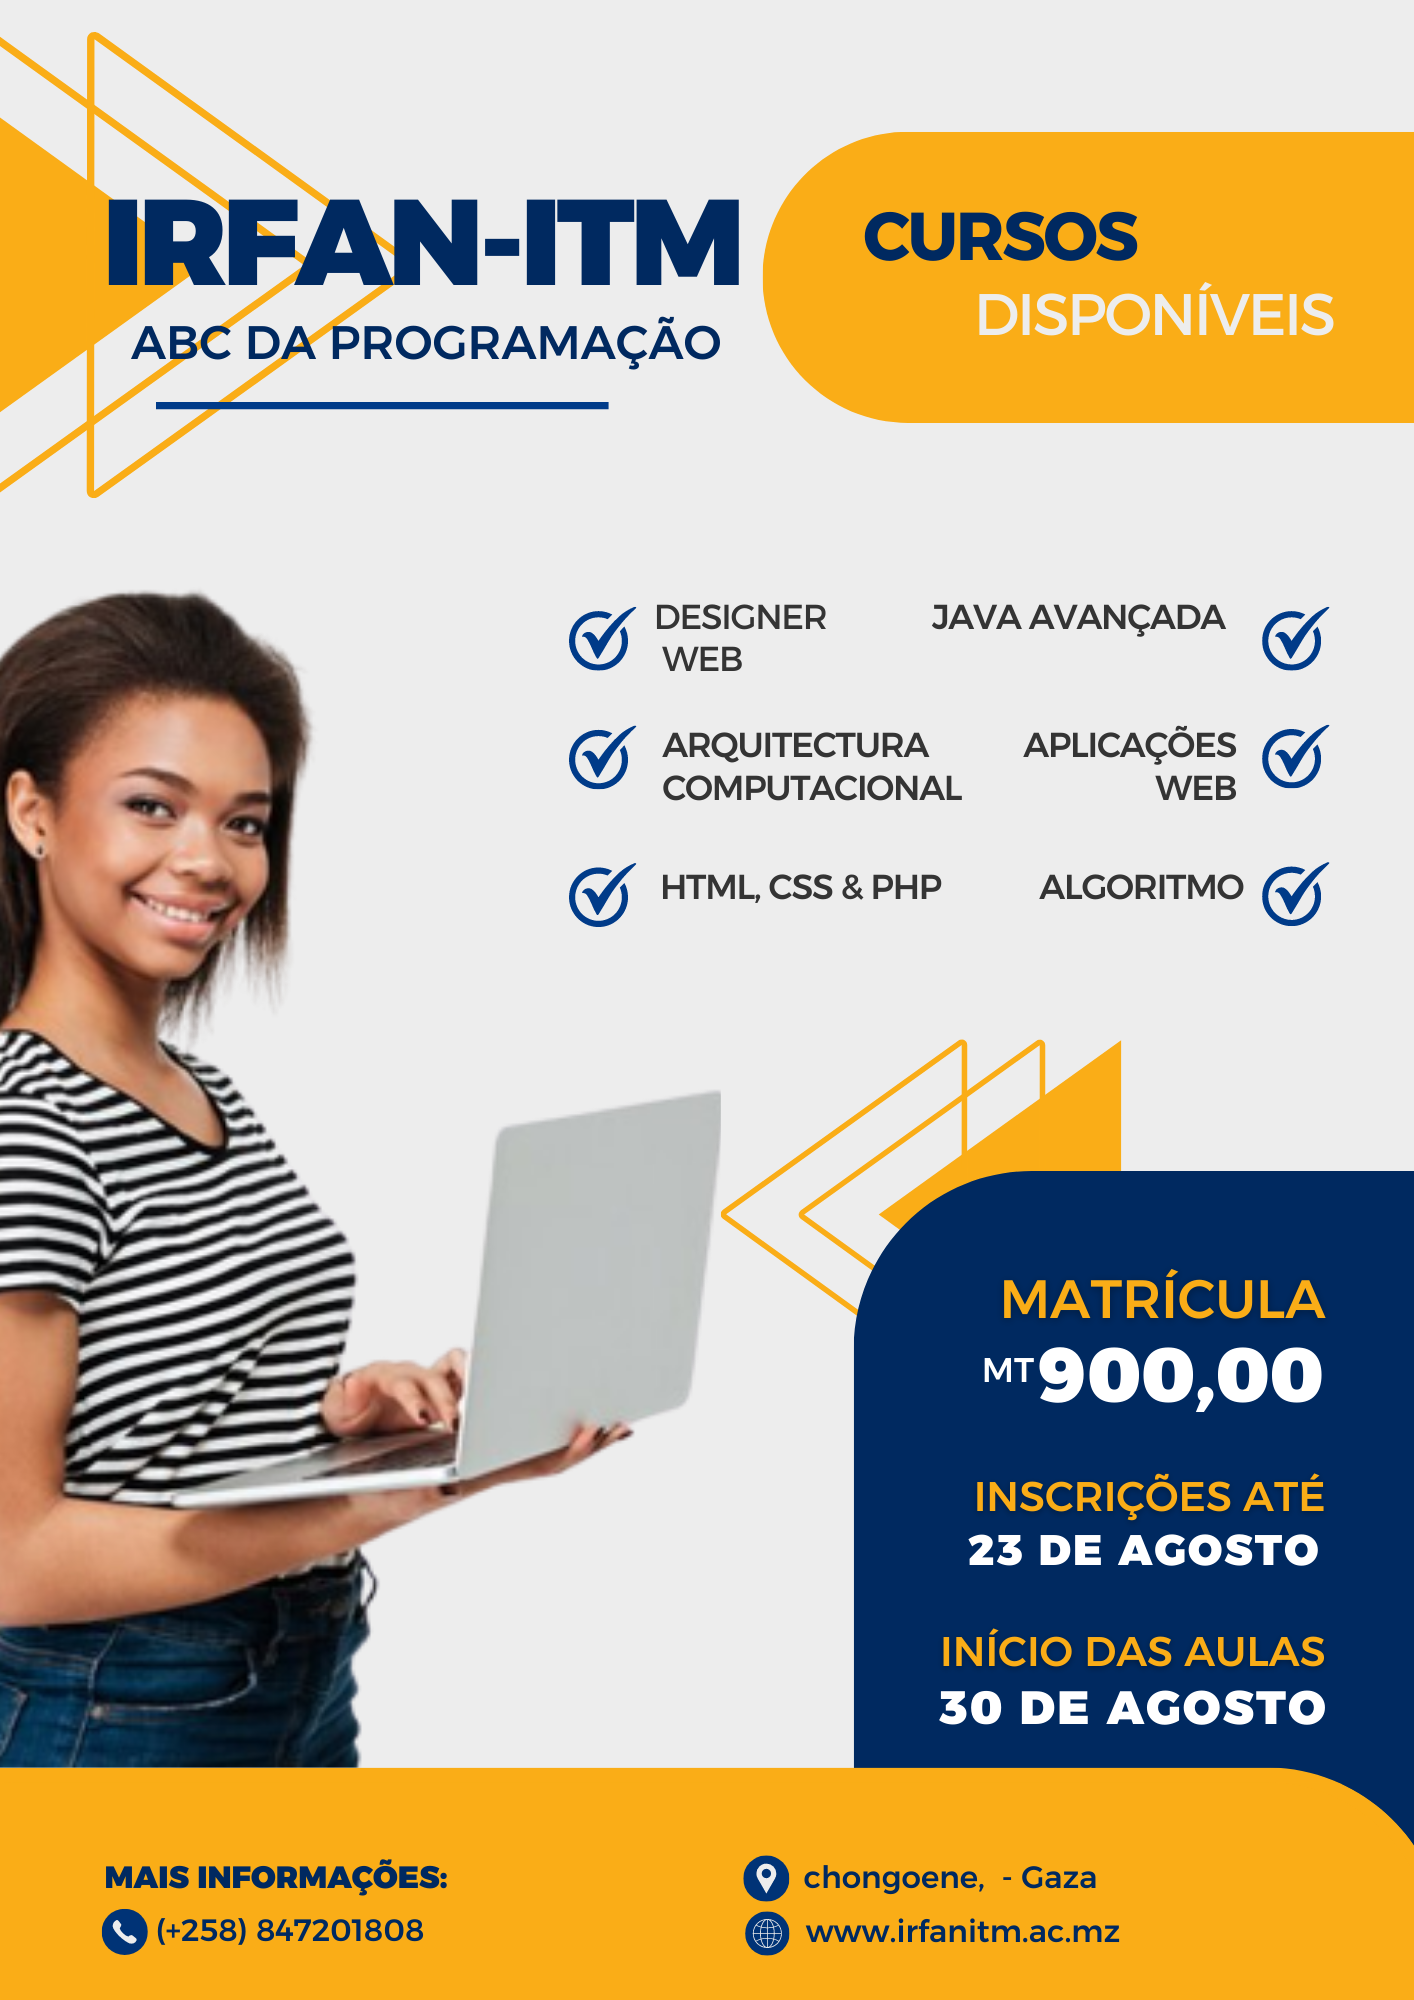 IRFAN-ITM
ABC DA PROGRAMAÇÃO
CURSOS
DISPONÍVEIS
DESIGNER
WEB
JAVA AVANÇADA
ARQUITECTURA
COMPUTACIONAL
APLICAÇÕES
WEB
HTML, CSS & PHP
ALGORITMO
MATRÍCULA
MT900,00
INSCRIÇÕES ATÉ
23 DE AGOSTO
INÍCIO DAS AULAS
30 DE AGOSTO
MAIS INFORMAÇÕES:
(+258) 847201808
chongoene, - Gaza
www.irfanitm.ac.mz